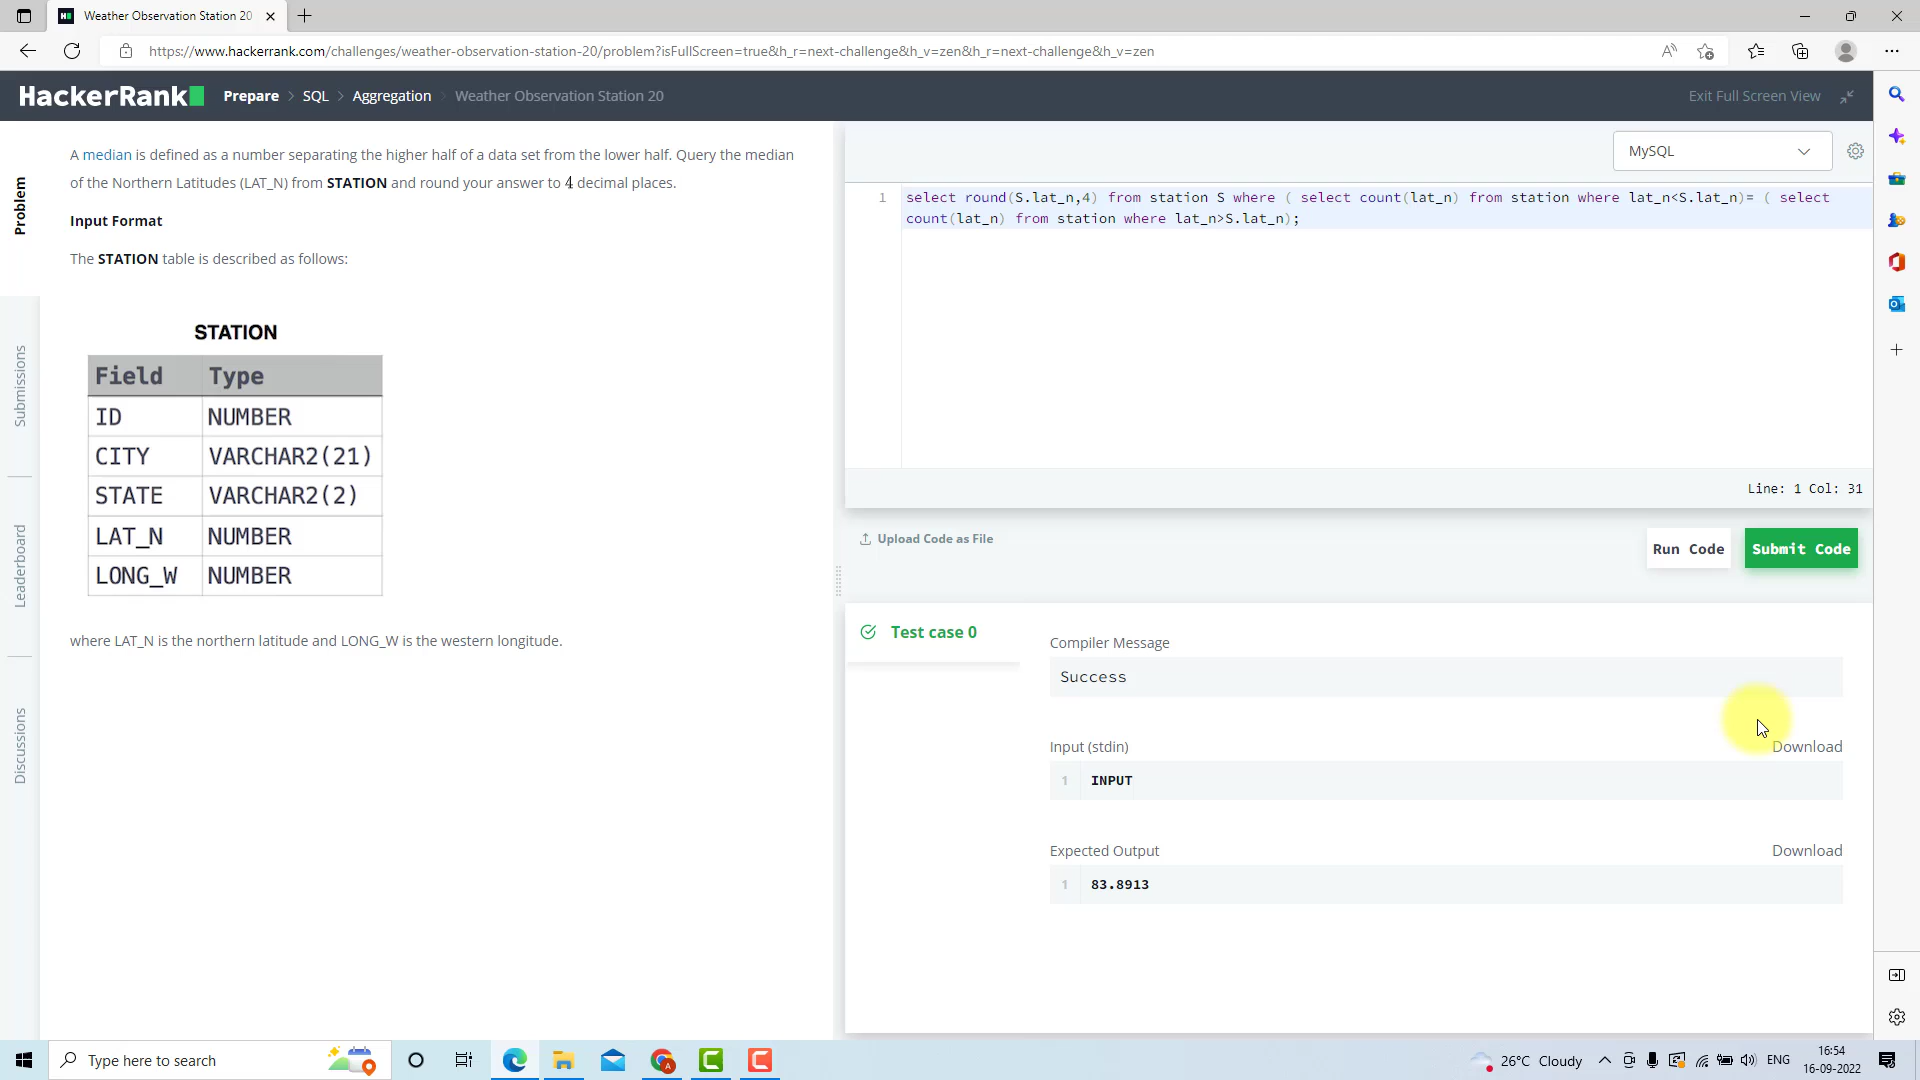 Weather Observation Station 20
https://www.hackerrank.com/challenges/weather-observation-station-20/problem?isFullScreen=true&h_r=next-challenge&h_v=zen&h_r=next-challenge&h_v=zen
HackerRank
Prepare > SQL > Aggregation > Weather Observation Station 20
Exit Full Screen View
Problem
Submissions
Leaderboard
Discussions
A median is defined as a number separating the higher half of a data set from the lower half. Query the median
of the Northern Latitudes (LAT_N) from STATION and round your answer to 4 decimal places.
Input Format
The STATION table is described as follows:
STATION
Field Type
ID NUMBER
CITY VARCHAR2(21)
STATE VARCHAR2(2)
LAT_N NUMBER
LONG_W NUMBER
where LAT_N is the northern latitude and LONG_W is the western longitude.
MySQL
1 select round(S.lat_n,4) from station S where ( select count(lat_n) from station where lat_n<S.lat_n)= ( select
count(lat_n) from station where lat_n>S.lat_n);
Line: 1 Col: 31
Upload Code as File
Run Code
Submit Code
Test case 0
Compiler Message
Success
Input (stdin)
Download
1 INPUT
Expected Output
Download
1 83.8913
Type here to search
26°C Cloudy
ENG
16:54
16-09-2022